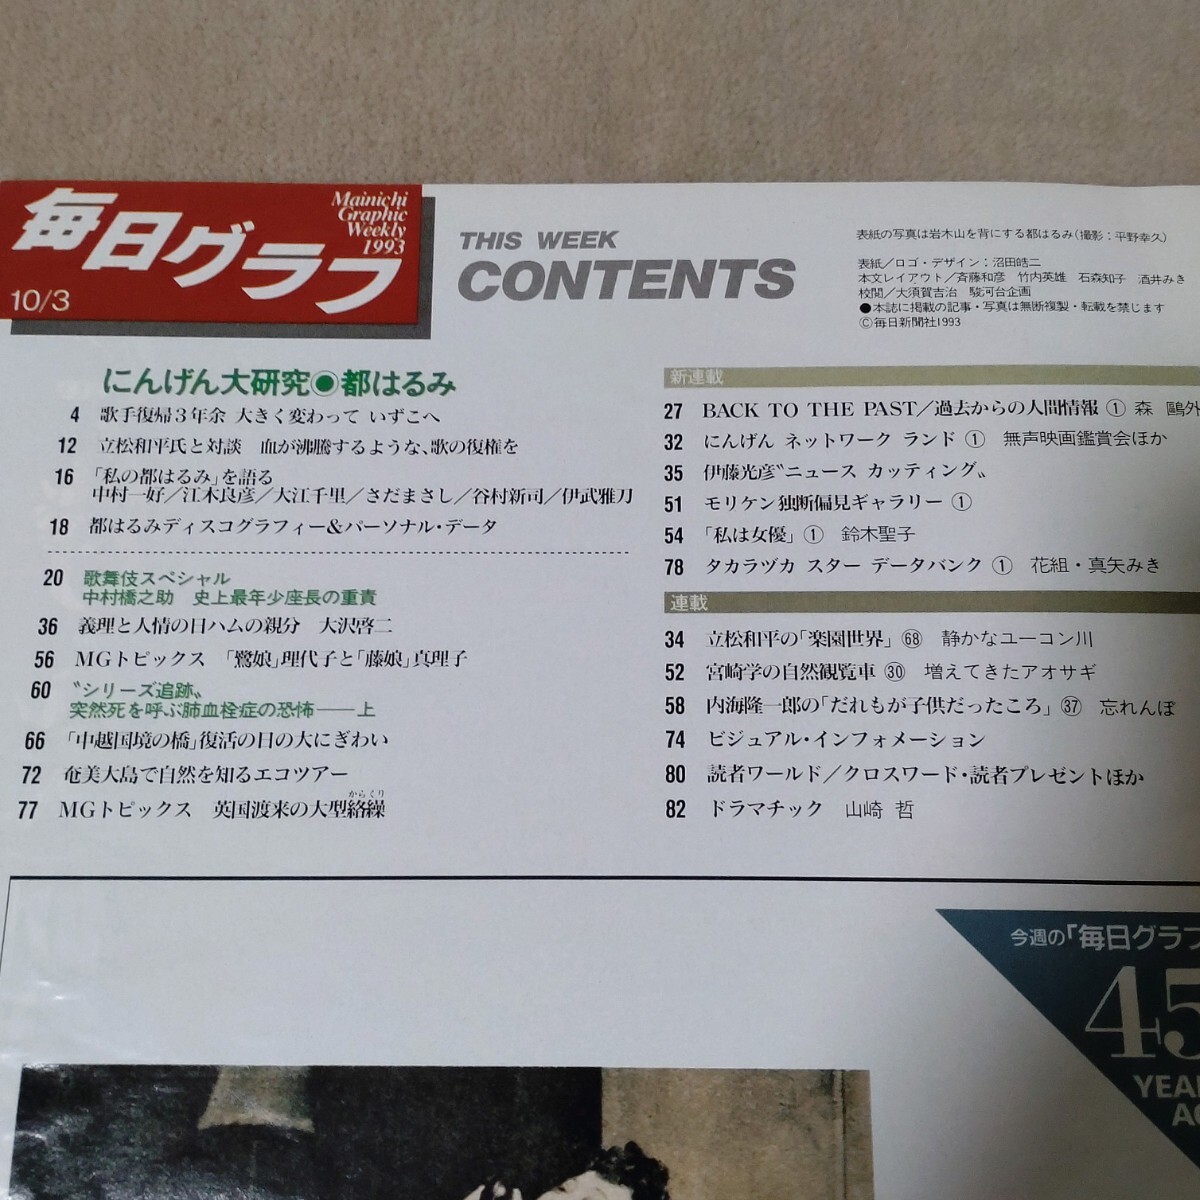 毎日グラフ
Mainichi
Graphic
Weekly
1993
10/3
THIS WEEK
CONTENTS
表紙の写真は岩木山を背にする都はるみ(撮影:平野幸久)
表紙/ロゴ・デザイン:沼田皓二
本文レイアウト/斉藤和彦 竹内英雄 石森知子 酒井みき
校閲/大須賀吉治 駿河台企画
●本誌に掲載の記事・写真は無断複製・転載を禁じます
©毎日新聞社1993
にんげん大研究◉都はるみ
4 歌手復帰3年余 大きく変わって いずこへ
12 立松和平氏と対談 血が沸騰するような、歌の復権を
16 「私の都はるみ」を語る
中村一好/江木良彦/大江千里/さだまさし/谷村新司/伊武雅刀
18 都はるみディスコグラフィー&パーソナル・データ
20 歌舞伎スペシャル
中村橋之助 史上最年少座長の重責
36 義理と人情の日ハムの親分 大沢啓二
56 MGトピックス 「鷺娘」理代子と「藤娘」真理子
60 〝シリーズ追跡〟
突然死を呼ぶ肺血栓症の恐怖——上
66 「中越国境の橋」復活の日の大にぎわい
72 奄美大島で自然を知るエコツアー
77 MGトピックス 英国渡来の大型絡繰
からくり
新連載
27 BACK TO THE PAST/過去からの人間情報 ① 森 鷗外
32 にんげん ネットワーク ランド ① 無声映画鑑賞会ほか
35 伊藤光彦〝ニュース カッティング〟
51 モリケン独断偏見ギャラリー ①
54 「私は女優」① 鈴木聖子
78 タカラヅカ スター データバンク ① 花組・真矢みき
連載
34 立松和平の「楽園世界」68 静かなユーコン川
52 宮崎学の自然観覧車 ㉚ 増えてきたアオサギ
58 内海隆一郎の「だれもが子供だったころ」㊲ 忘れんぼ
74 ビジュアル・インフォメーション
80 読者ワールド/クロスワード・読者プレゼントほか
82 ドラマチック 山崎 哲
今週の「毎日グラフ
45
YEA
A